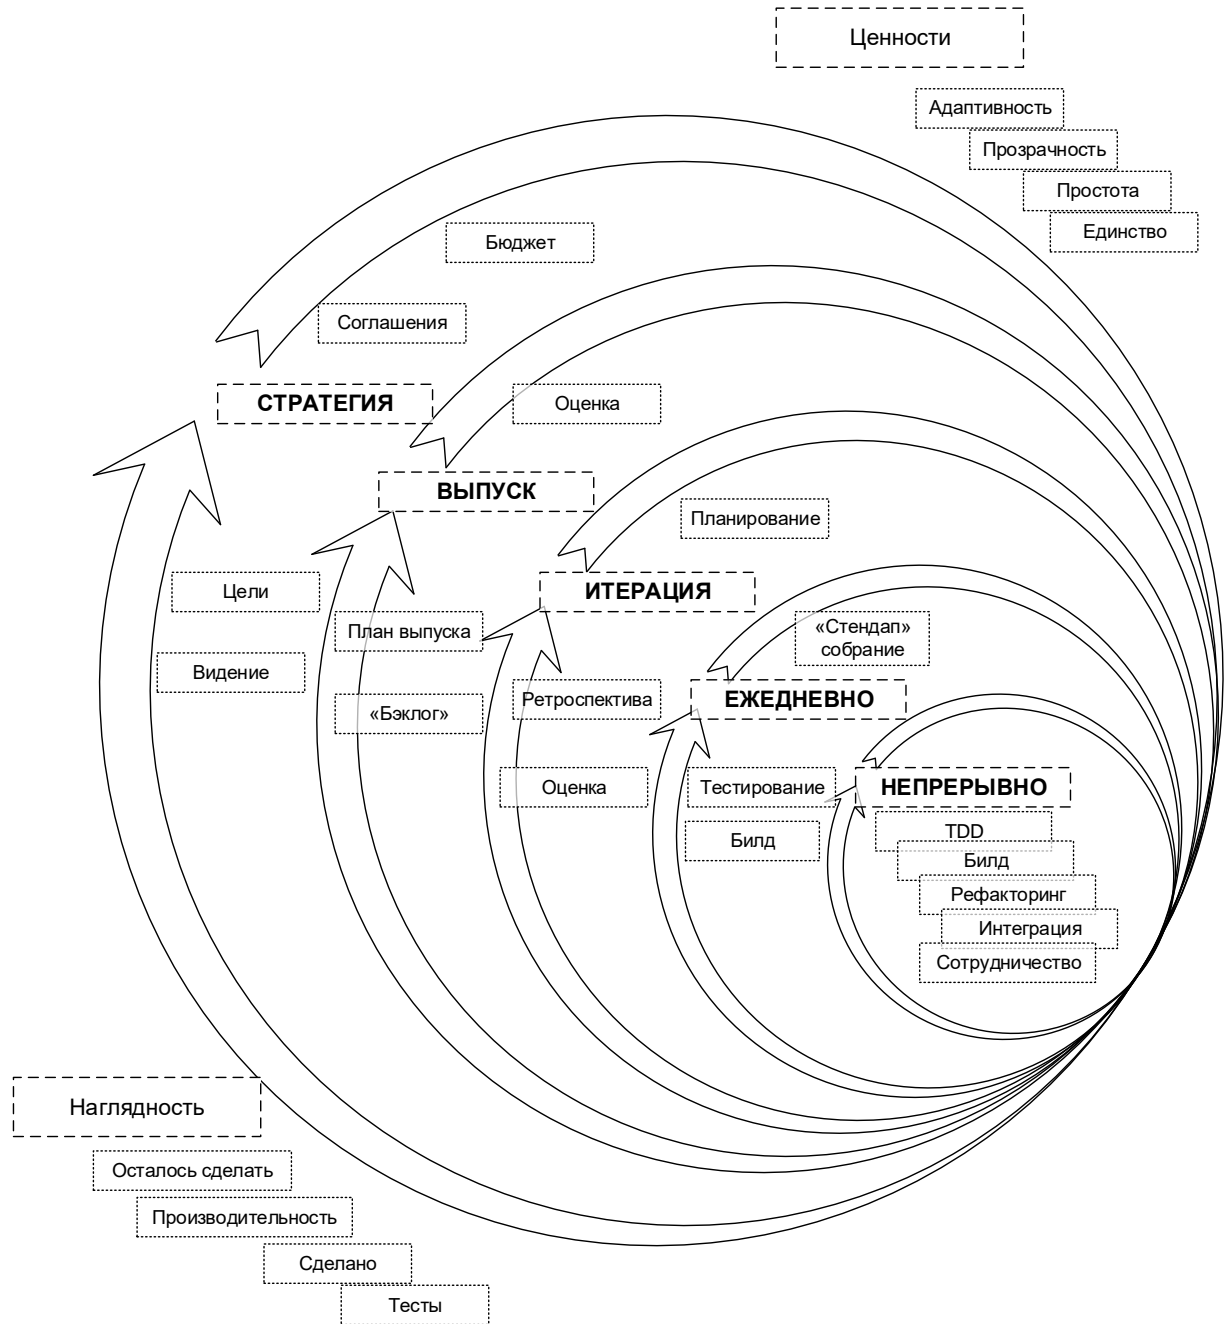 Ценности
Адаптивность
Прозрачность
Простота
Единство
Бюджет
Соглашения
СТРАТЕГИЯ
Оценка
ВЫПУСК
Планирование
Цели
ИТЕРАЦИЯ
План выпуска
«Стендап»
собрание
Видение
«Бэклог»
Ретроспектива
ЕЖЕДНЕВНО
Оценка
Тестирование
НЕПРЕРЫВНО
Билд
TDD
Билд
Рефакторинг
Интеграция
Сотрудничество
Наглядность
Осталось сделать
Производительность
Сделано
Тесты